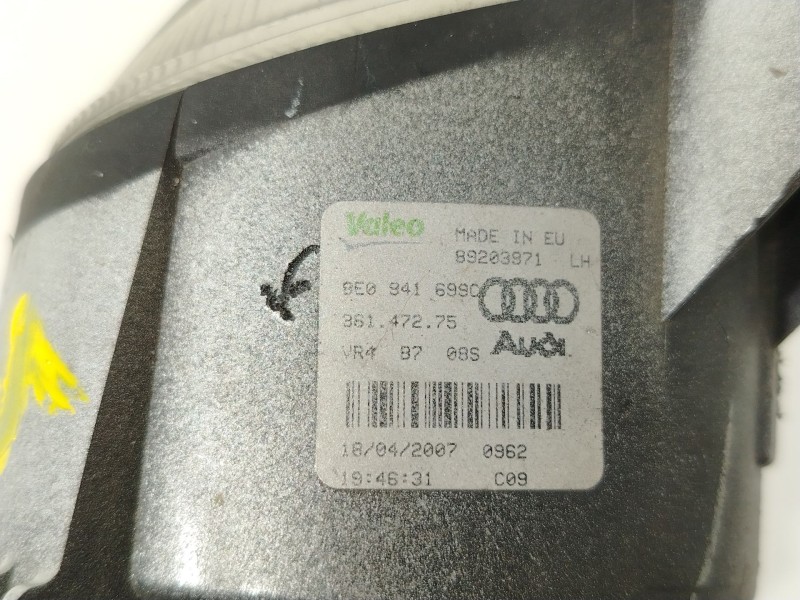 Valeo
MADE IN EU
89203971 LH
8E0 941 699C
361.472.75
VR4 B7 08S
Audi
18/04/2007 0962
19:46:31 C09